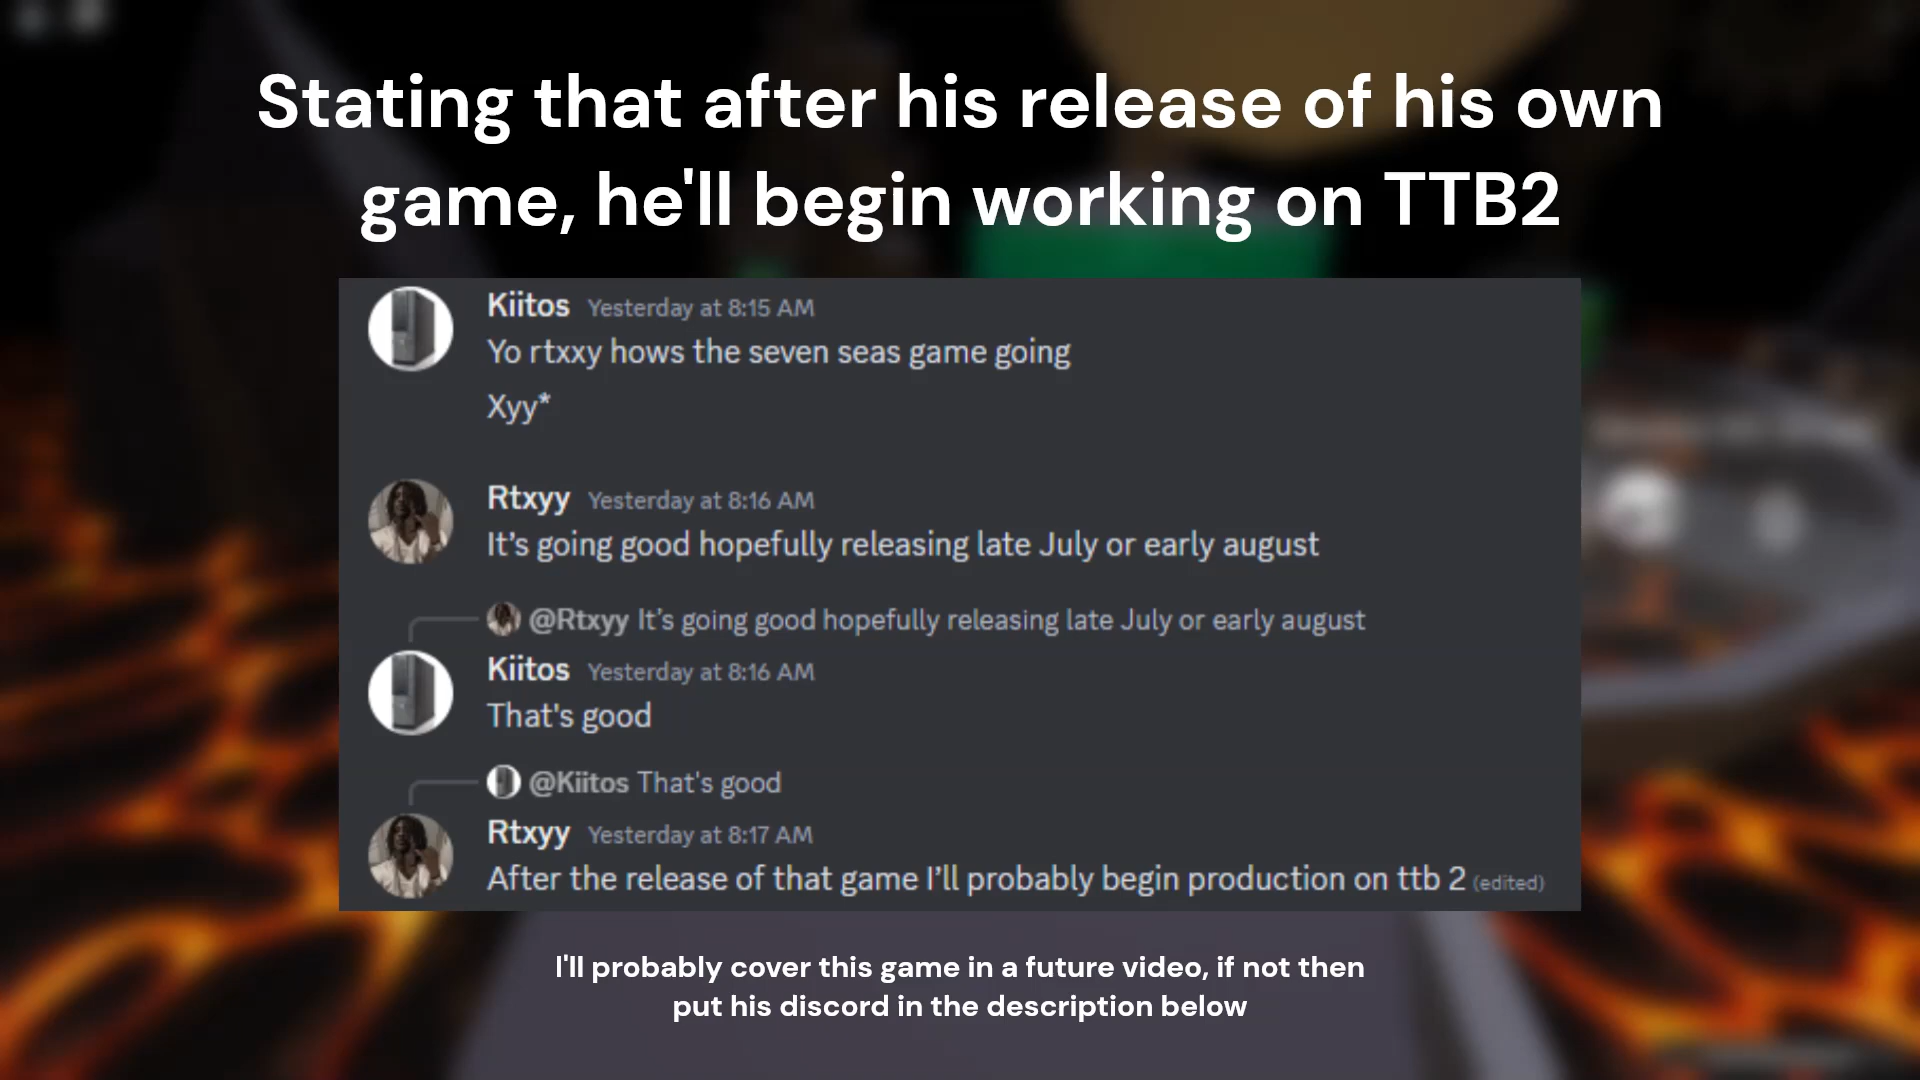 Stating that after his release of his own
game, he'll begin working on TTB2
Kiitos Yesterday at 8:15 AM
Yo rtxxy hows the seven seas game going
Xyy*
Rtxyy Yesterday at 8:16 AM
It’s going good hopefully releasing late July or early august
@Rtxyy It’s going good hopefully releasing late July or early august
Kiitos Yesterday at 8:16 AM
That's good
@Kiitos That's good
Rtxyy Yesterday at 8:17 AM
After the release of that game I’ll probably begin production on ttb 2 (edited)
I'll probably cover this game in a future video, if not then
put his discord in the description below